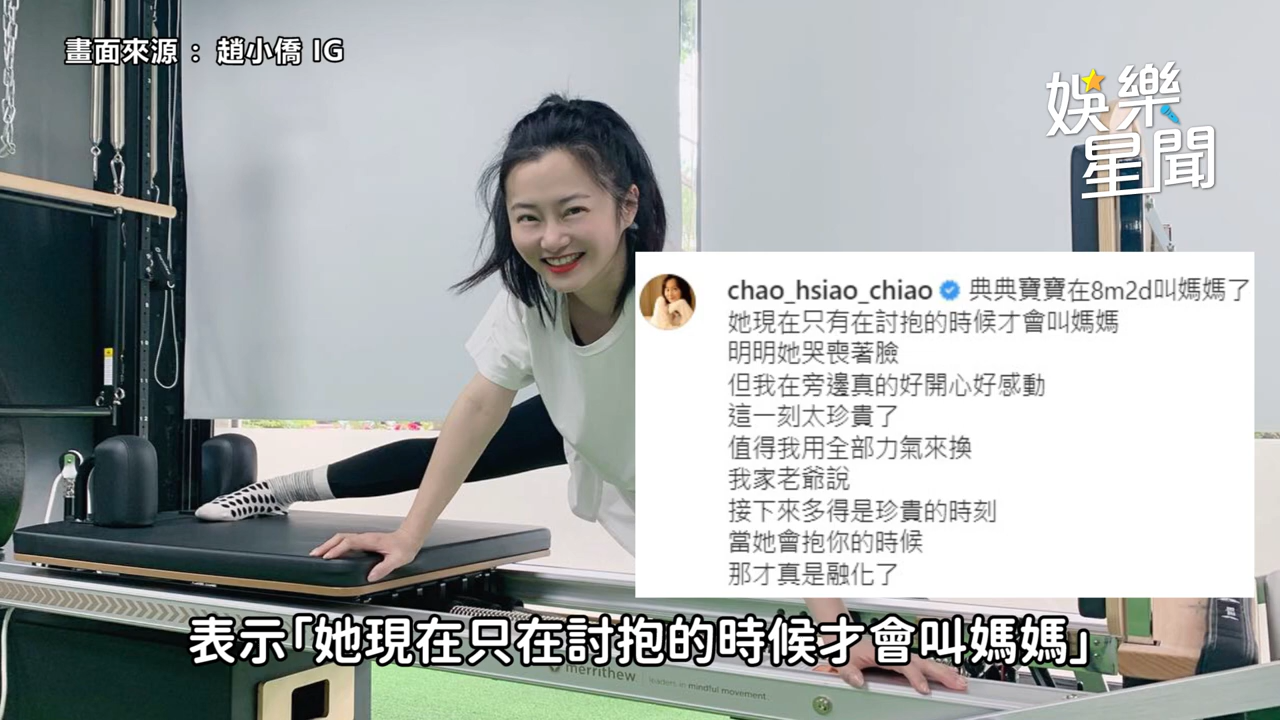 畫面來源 : 趙小僑 IG
娛樂
星聞
chao_hsiao_chiao 典典寶寶在8m2d叫媽媽了
她現在只有在討抱的時候才會叫媽媽
明明她哭喪著臉
但我在旁邊真的好開心好感動
這一刻太珍貴了
值得我用全部力氣來換
我家老爺說
接下來多得是珍貴的時刻
當她會抱你的時候
那才真是融化了
表示「她現在只在討抱的時候才會叫媽媽」
merrithew leaders in mindful movement